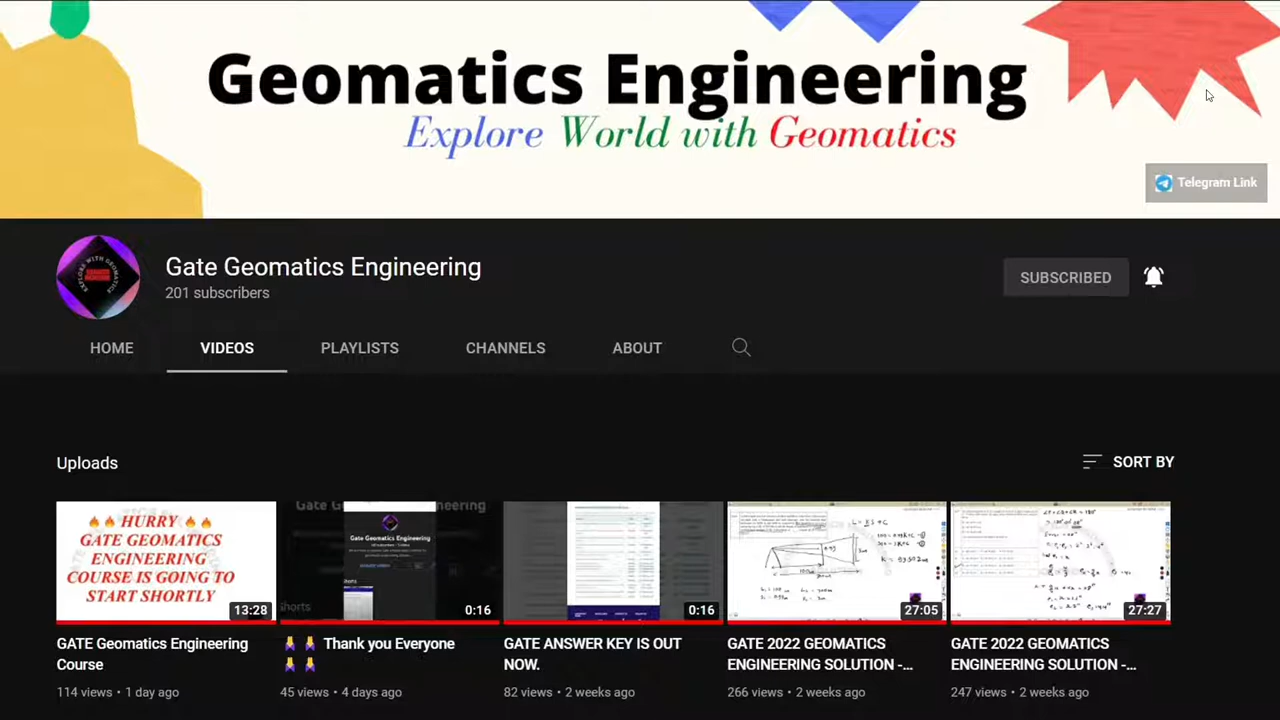 Geomatics Engineering
Explore World with Geomatics
Telegram Link
Gate Geomatics Engineering
201 subscribers
SUBSCRIBED
HOME
VIDEOS
PLAYLISTS
CHANNELS
ABOUT
Uploads
SORT BY
🔥🔥 HURRY 🔥🔥
GATE GEOMATICS
ENGINEERING
COURSE IS GOING TO
START SHORTLY
13:28
Gate Geomatics Engineering
0:16
0:16
27:05
27:27
GATE Geomatics Engineering
Course
114 views • 1 day ago
🙏 🙏 Thank you Everyone
🙏 🙏
45 views • 4 days ago
GATE ANSWER KEY IS OUT
NOW.
82 views • 2 weeks ago
GATE 2022 GEOMATICS
ENGINEERING SOLUTION -...
266 views • 2 weeks ago
GATE 2022 GEOMATICS
ENGINEERING SOLUTION -...
247 views • 2 weeks ago